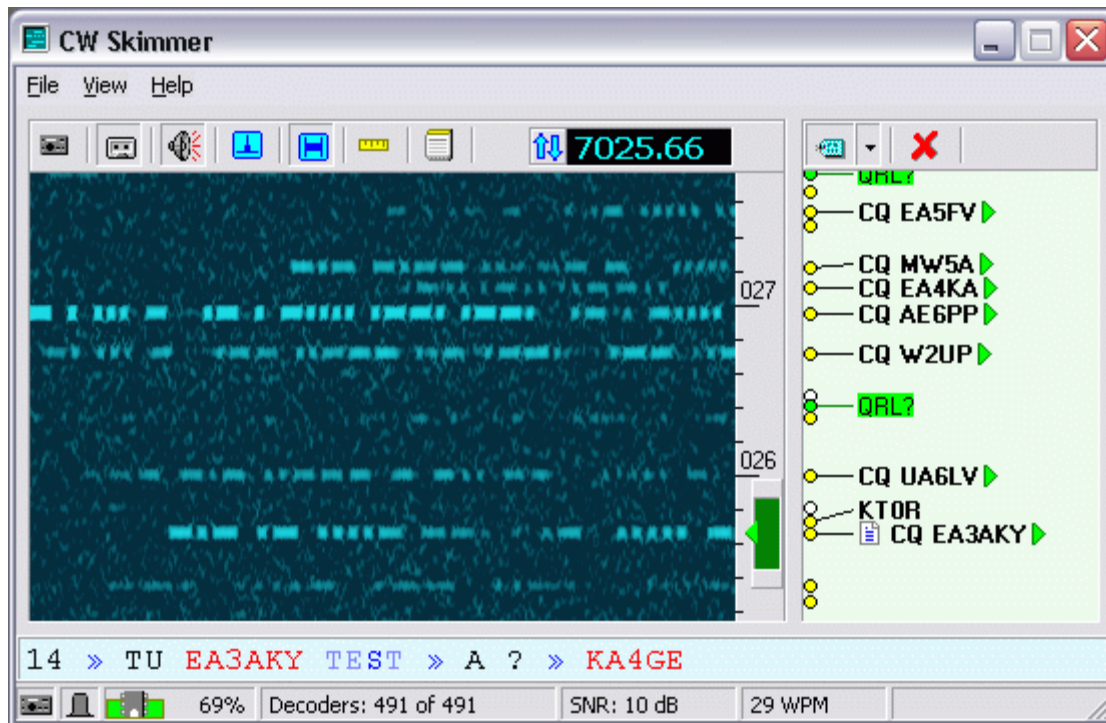 CW Skimmer
File View Help
7025.66
QRL?
CQ EA5FV
CQ MW5A
027
CQ EA4KA
CQ AE6PP
CQ W2UP
QRL?
026
CQ UA6LV
KT0R
CQ EA3AKY
14 » TU EA3AKY TEST » A ? » KA4GE
69% Decoders: 491 of 491 SNR: 10 dB 29 WPM